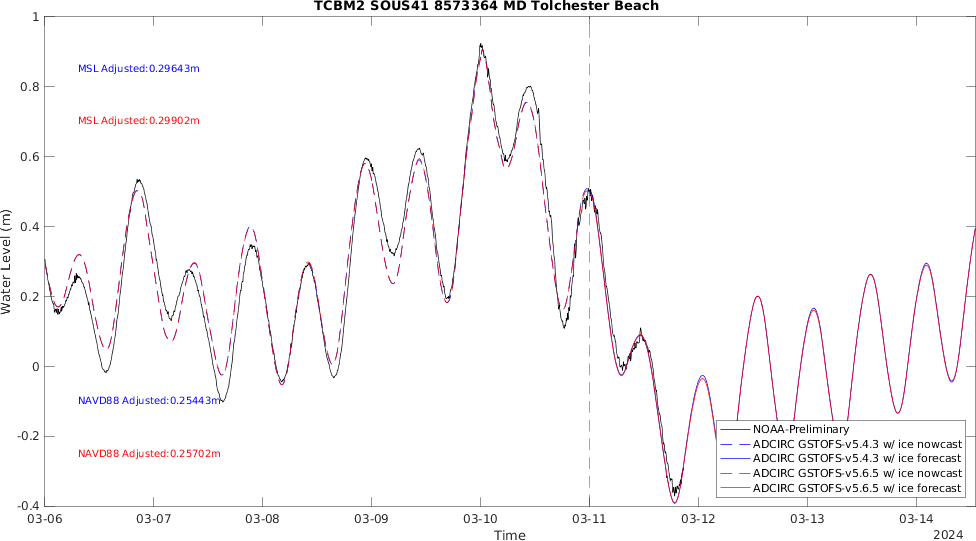 TCBM2 SOUS41 8573364 MD Tolchester Beach
1
0.8
0.6
0.4
0.2
0
-0.2
-0.4
Water Level (m)
MSL Adjusted:0.29643m
MSL Adjusted:0.29902m
NAVD88 Adjusted:0.25443m
NAVD88 Adjusted:0.25702m
NOAA-Preliminary
ADCIRC GSTOFS-v5.4.3 w/ ice nowcast
ADCIRC GSTOFS-v5.4.3 w/ ice forecast
ADCIRC GSTOFS-v5.6.5 w/ ice nowcast
ADCIRC GSTOFS-v5.6.5 w/ ice forecast
03-06 03-07 03-08 03-09 03-10 03-11 03-12 03-13 03-14
Time
2024